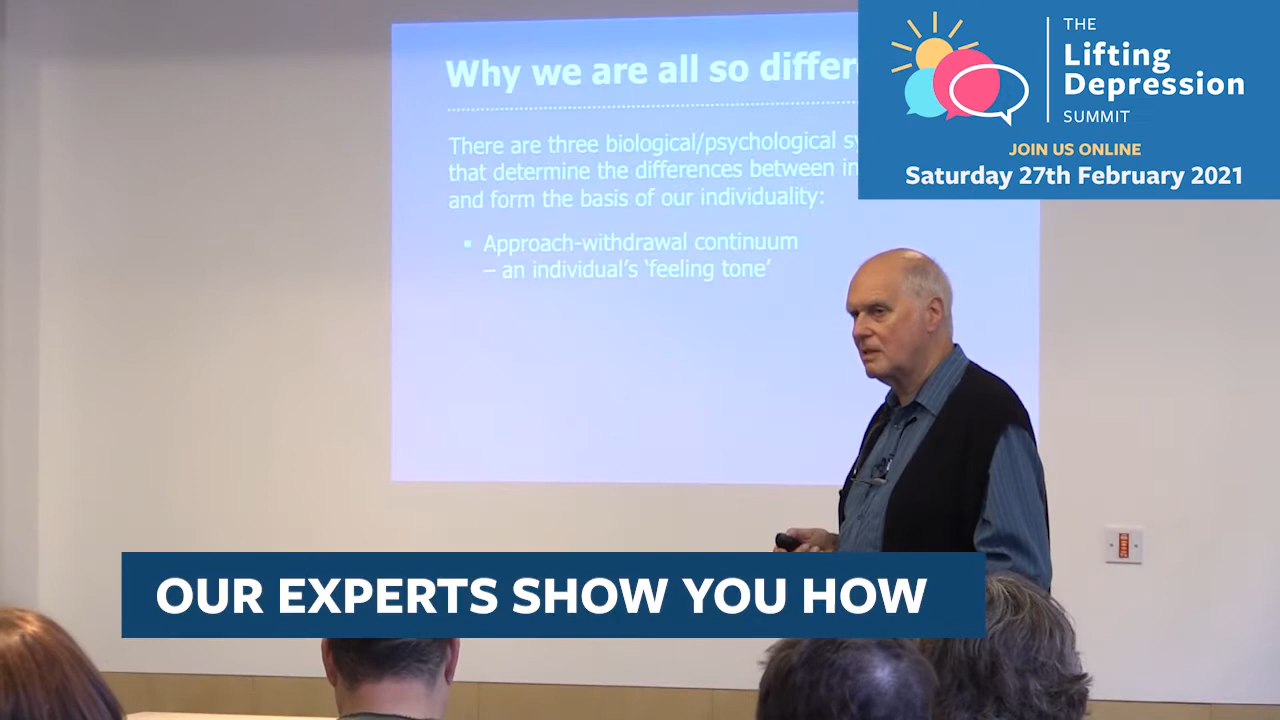 Why we are all so differ
There are three biological/psychological
that determine the differences between
and form the basis of our individuality:
▪ Approach-withdrawal continuum
– an individual's 'feeling tone'
THE
Lifting
Depression
SUMMIT
JOIN US ONLINE
Saturday 27th February 2021
OUR EXPERTS SHOW YOU HOW